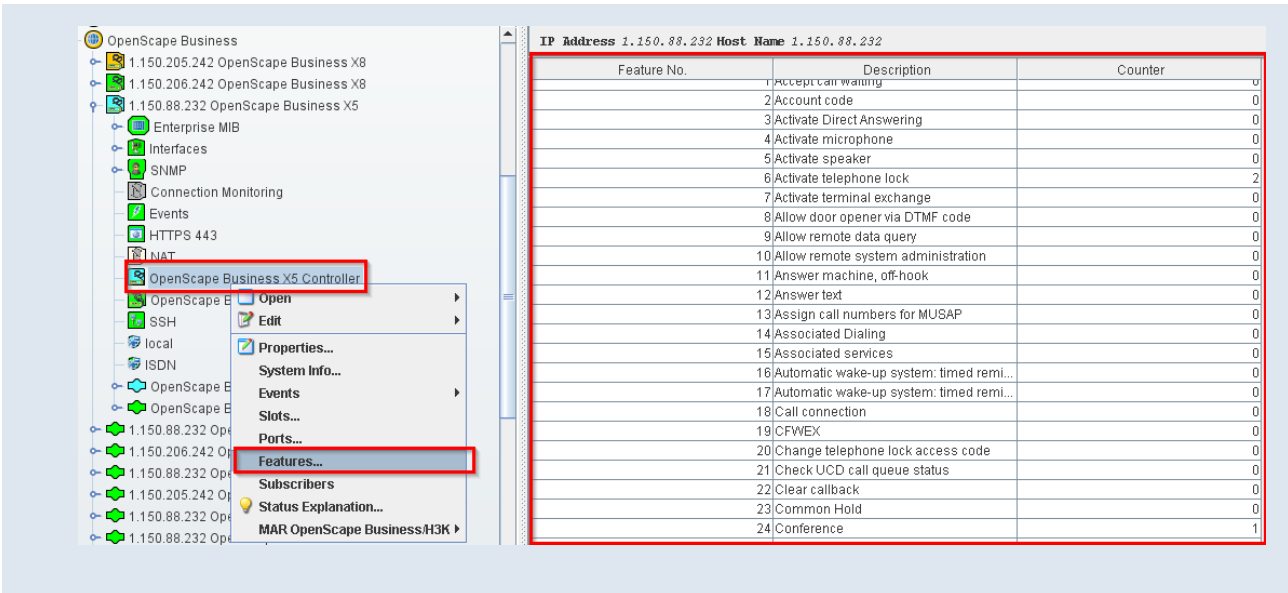 OpenScape Business
1.150.205.242 OpenScape Business X8
1.150.206.242 OpenScape Business X8
1.150.88.232 OpenScape Business X5
Enterprise MIB
Interfaces
SNMP
Connection Monitoring
Events
HTTPS 443
NAT
OpenScape Business X5 Controller
OpenScape E
SSH
local
ISDN
OpenScape E
OpenScape E
1.150.88.232 Ope
1.150.206.242 Op
1.150.88.232 Ope
1.150.205.242 Op
1.150.88.232 Ope
1.150.88.232 Ope
Open
Edit
Properties...
System Info...
Events
Slots...
Ports...
Features...
Subscribers
Status Explanation...
MAR OpenScape Business/H3K
IP Address 1.150.88.232 Host Name 1.150.88.232
Feature No. Description Counter
1 Accept call waiting 0
2 Account code 0
3 Activate Direct Answering 0
4 Activate microphone 0
5 Activate speaker 0
6 Activate telephone lock 2
7 Activate terminal exchange 0
8 Allow door opener via DTMF code 0
9 Allow remote data query 0
10 Allow remote system administration 0
11 Answer machine, off-hook 0
12 Answer text 0
13 Assign call numbers for MUSAP 0
14 Associated Dialing 0
15 Associated services 0
16 Automatic wake-up system: timed remi... 0
17 Automatic wake-up system: timed remi... 0
18 Call connection 0
19 CFWEX 0
20 Change telephone lock access code 0
21 Check UCD call queue status 0
22 Clear callback 0
23 Common Hold 0
24 Conference 1